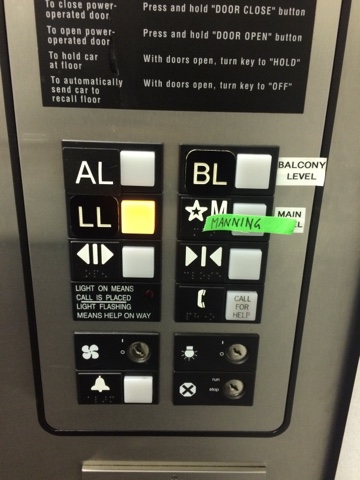 To close power-
operated door
Press and hold "DOOR CLOSE" button
To open power-
operated door
Press and hold "DOOR OPEN" button
To hold car
at floor
With doors open, turn key to "HOLD"
To automatically
send car to
recall floor
With doors open, turn key to "OFF"
AL
BL
BALCONY
LEVEL
LL
M
MAIN
MANNING
LIGHT ON MEANS
CALL IS PLACED
LIGHT FLASHING
MEANS HELP ON WAY
CALL
FOR
HELP
I
O
I
O
run
stop